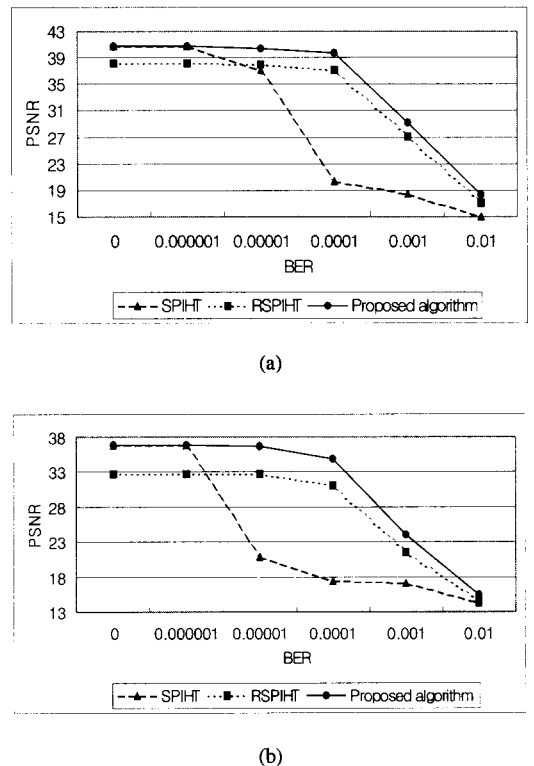 43
39
35
31
27
23
19
15
PSNR
0 0.000001 0.00001 0.0001 0.001 0.01
BER
SPIHT RSPIHT Proposed algorithm
(a)
38
33
28
23
18
13
PSNR
0 0.000001 0.00001 0.0001 0.001 0.01
BER
SPIHT RSPIHT Proposed algorithm
(b)